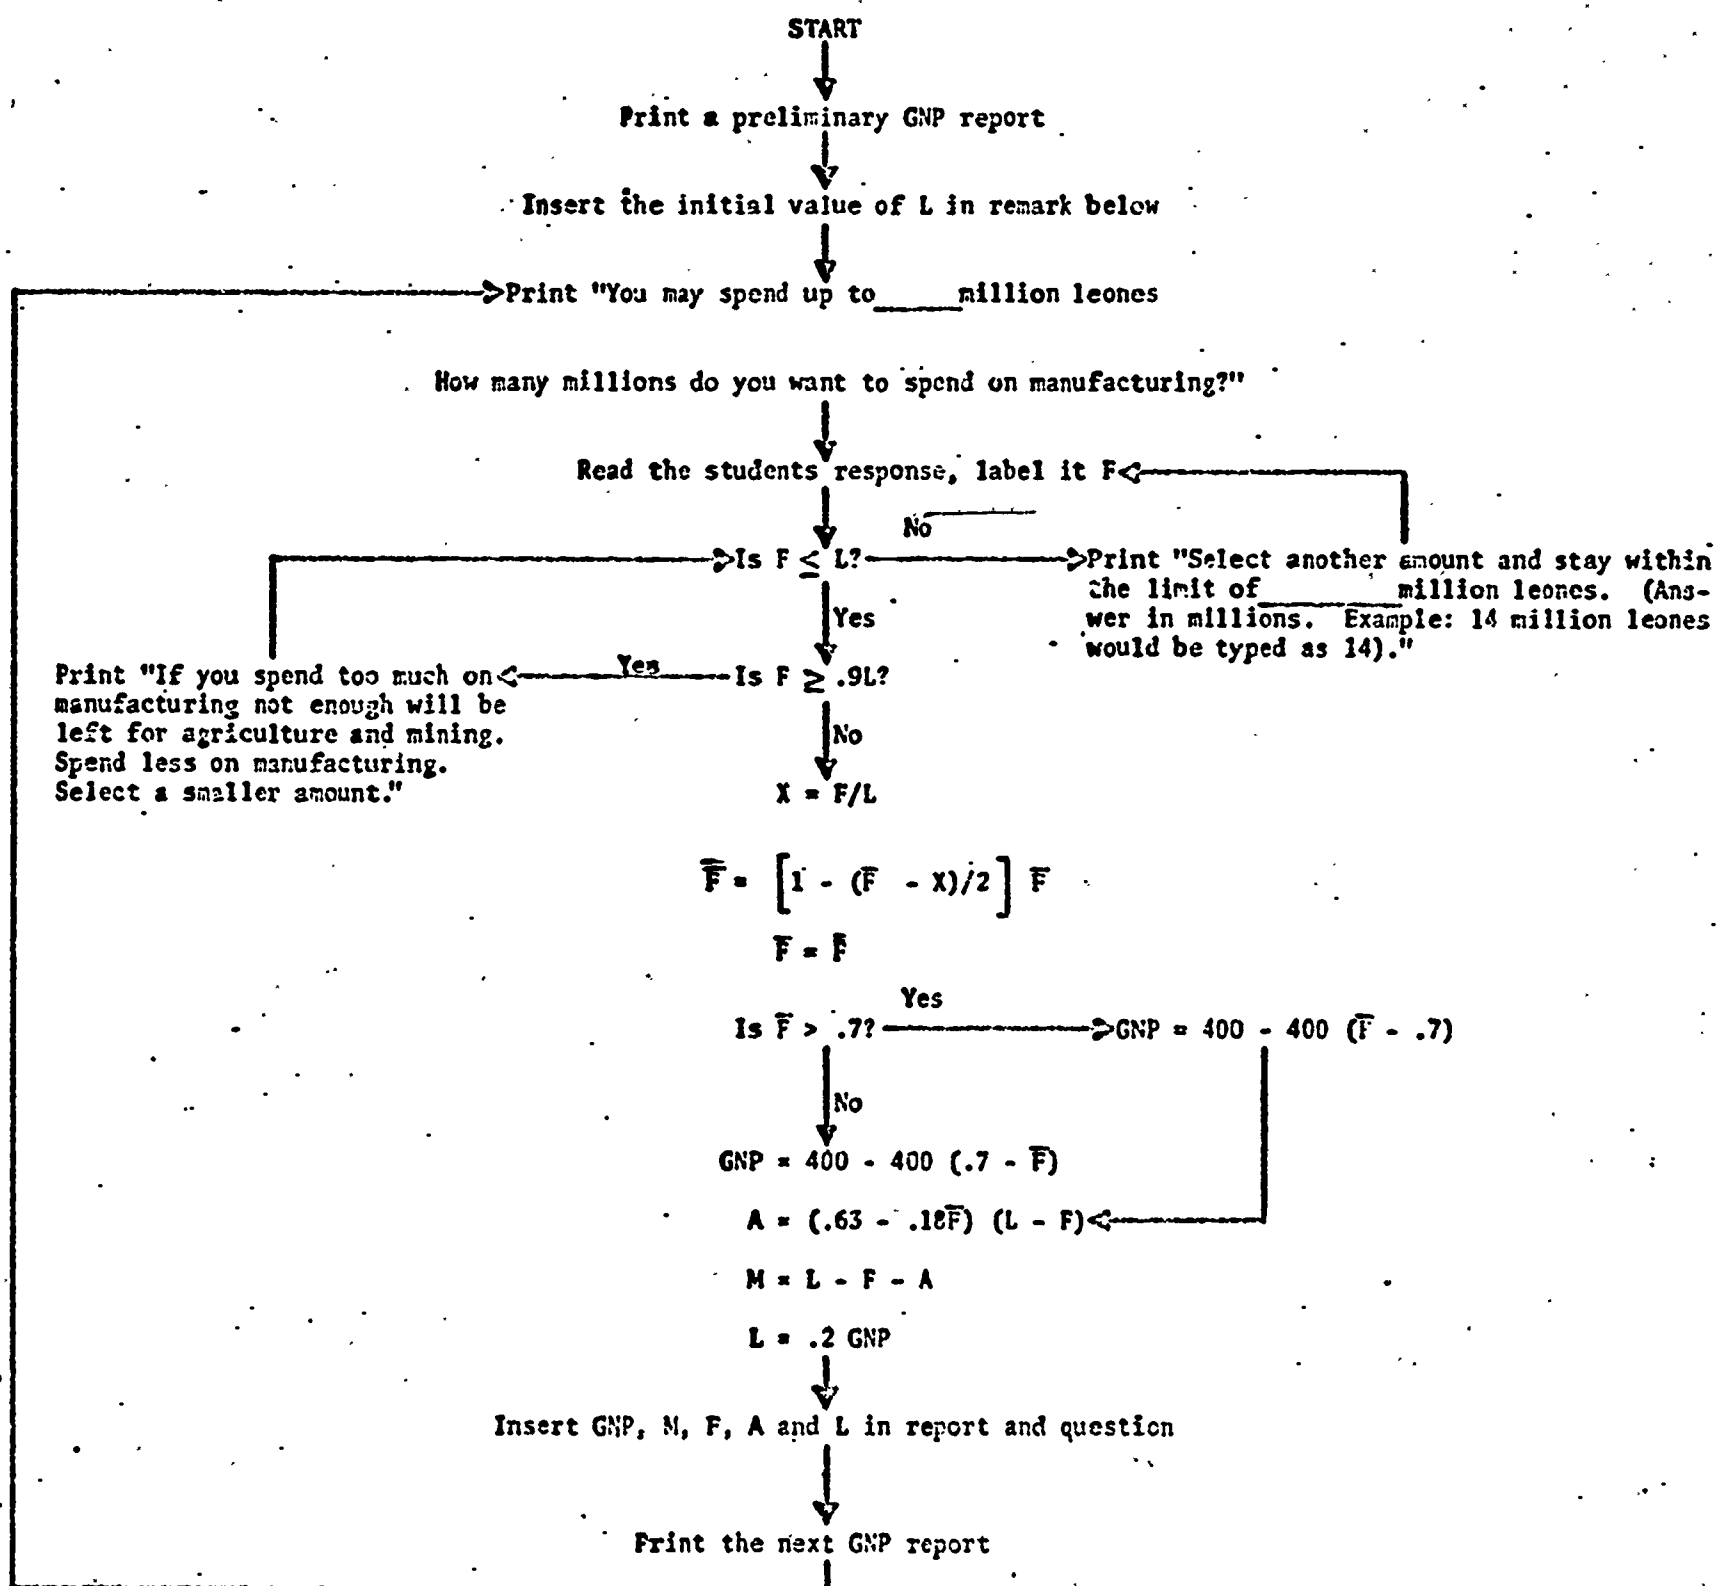 START
Print a preliminary GNP report
Insert the initial value of L in remark below
Print "You may spend up to_____million leones
How many millions do you want to spend on manufacturing?"
Read the students response, label it F
No
Is F ≤ L?
Print "Select another amount and stay within
the limit of________million leones. (Ans-
wer in millions. Example: 14 million leones
would be typed as 14)."
Yes
Yes
Is F ≥ .9L?
Print "If you spend too much on
manufacturing not enough will be
left for agriculture and mining.
Spend less on manufacturing.
Select a smaller amount."
No
X = F/L
F̿ = [1 - (F̅ - X)/2] F̅
F̅ = F̿
Yes
Is F̅ > .7?
GNP = 400 - 400 (F̅ - .7)
No
GNP = 400 - 400 (.7 - F̅)
A = (.63 - .18F̅) (L - F)
M = L - F - A
L = .2 GNP
Insert GNP, M, F, A and L in report and question
Print the next GNP report